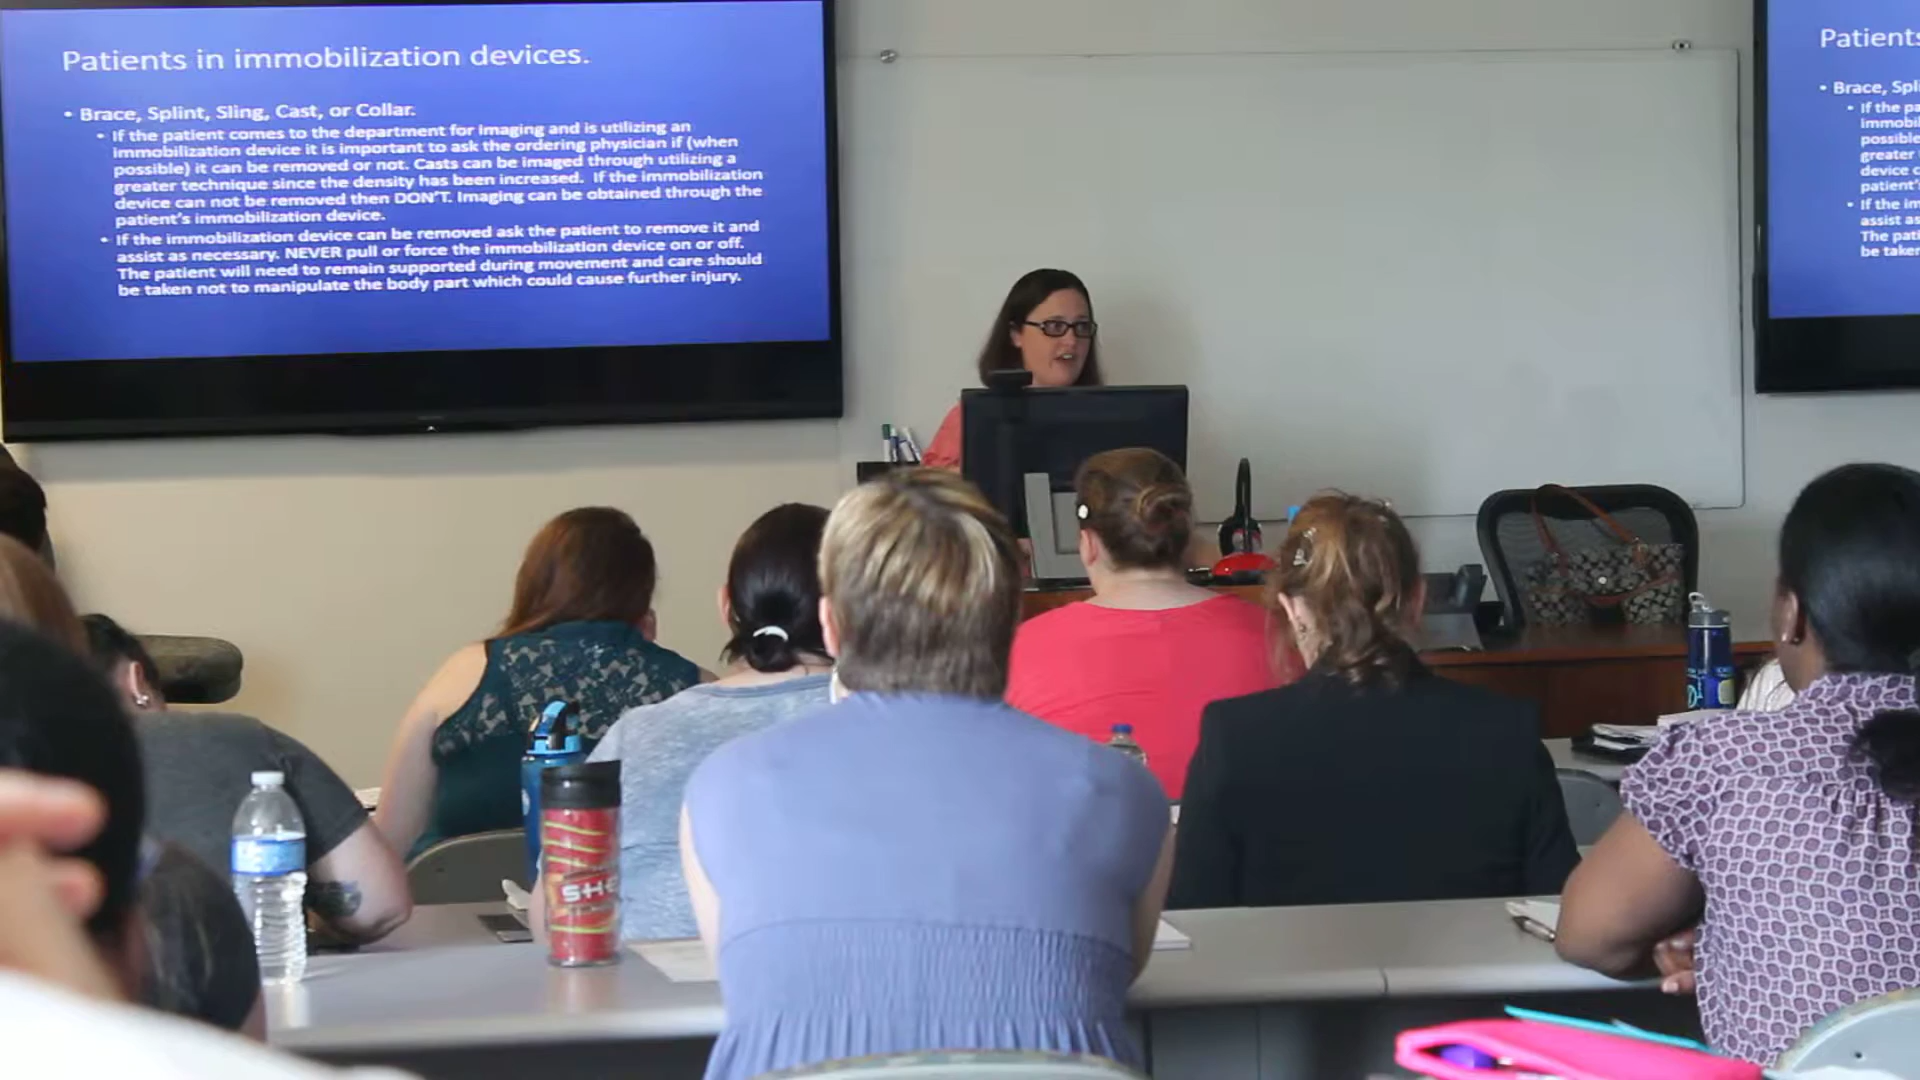 Patients in immobilization devices.
• Brace, Splint, Sling, Cast, or Collar.
• If the patient comes to the department for imaging and is utilizing an
immobilization device it is important to ask the ordering physician if (when
possible) it can be removed or not. Casts can be imaged through utilizing a
greater technique since the density has been increased. If the immobilization
device can not be removed then DON'T. Imaging can be obtained through the
patient's immobilization device.
• If the immobilization device can be removed ask the patient to remove it and
assist as necessary. NEVER pull or force the immobilization device on or off.
The patient will need to remain supported during movement and care should
be taken not to manipulate the body part which could cause further injury.
Patients
• Brace, Spli
• If the pa
immobil
possible
greater
device c
patient's
• If the im
assist as
The pati
be taken
SHE